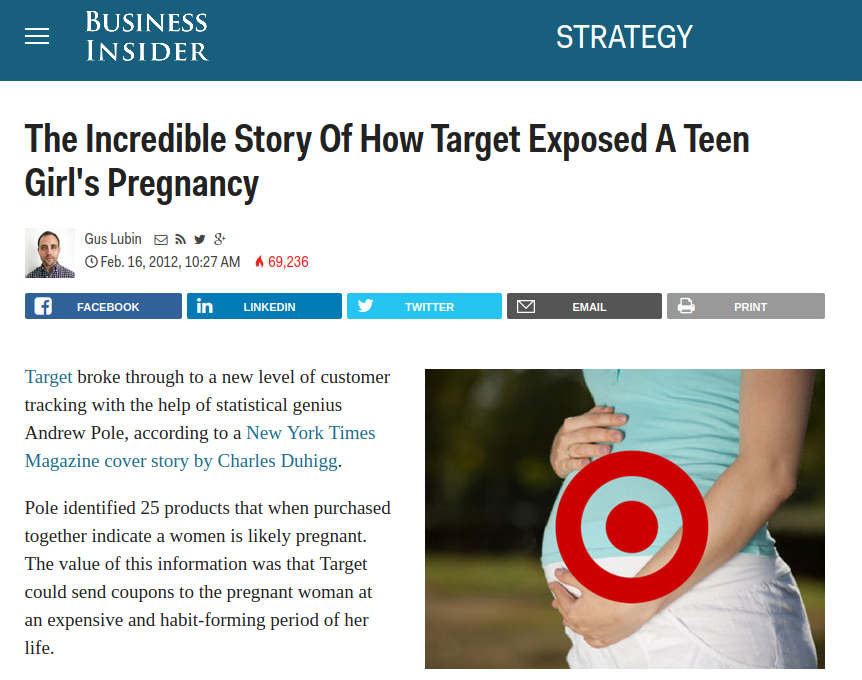 BUSINESS
INSIDER
STRATEGY
The Incredible Story Of How Target Exposed A Teen
Girl's Pregnancy
Gus Lubin
Feb. 16, 2012, 10:27 AM 69,236
FACEBOOK LINKEDIN TWITTER EMAIL PRINT
Target broke through to a new level of customer
tracking with the help of statistical genius
Andrew Pole, according to a New York Times
Magazine cover story by Charles Duhigg.
Pole identified 25 products that when purchased
together indicate a women is likely pregnant.
The value of this information was that Target
could send coupons to the pregnant woman at
an expensive and habit-forming period of her
life.